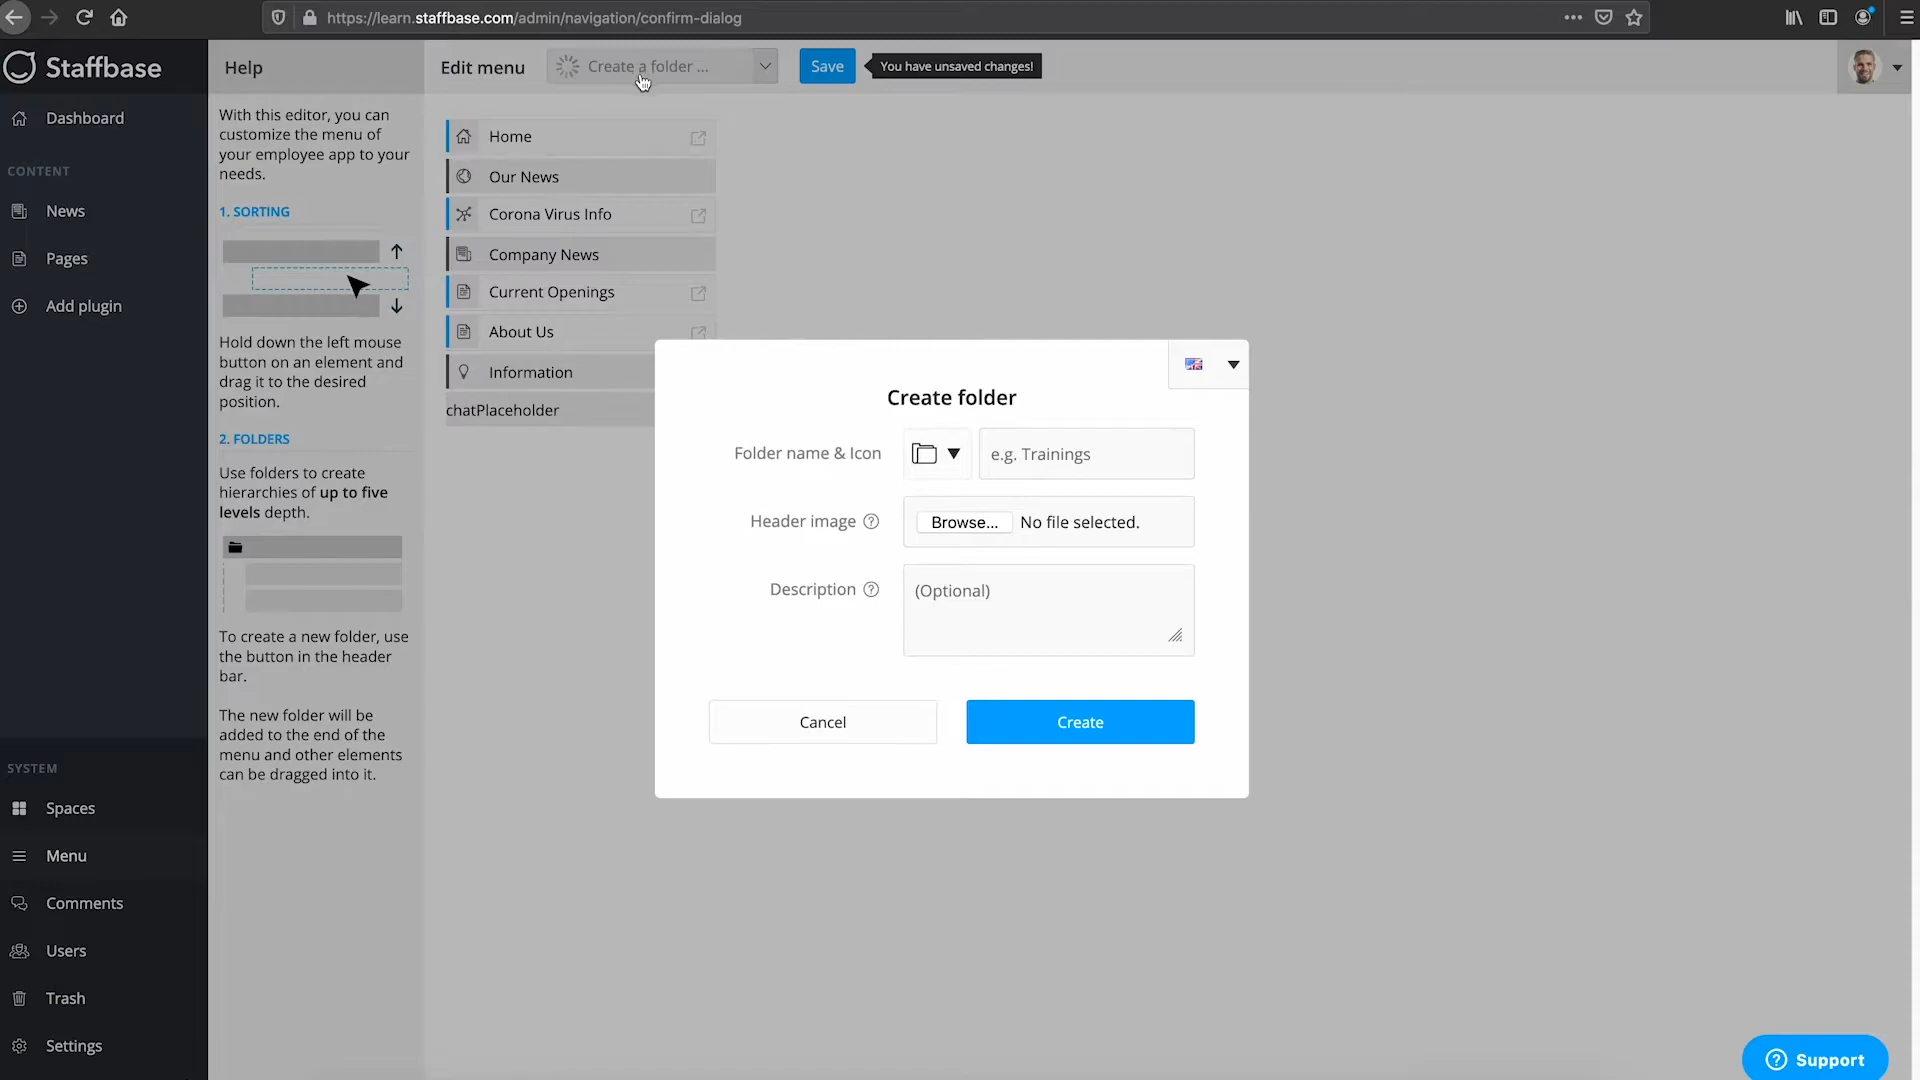 https://learn.staffbase.com/admin/navigation/confirm-dialog
Staffbase
Dashboard
CONTENT
News
Pages
Add plugin
SYSTEM
Spaces
Menu
Comments
Users
Trash
Settings
Help
With this editor, you can
customize the menu of
your employee app to your
needs.
1. SORTING
Hold down the left mouse
button on an element and
drag it to the desired
position.
2. FOLDERS
Use folders to create
hierarchies of up to five
levels depth.
To create a new folder, use
the button in the header
bar.
The new folder will be
added to the end of the
menu and other elements
can be dragged into it.
Edit menu
Create a folder ...
Save
You have unsaved changes!
Home
Our News
Corona Virus Info
Company News
Current Openings
About Us
Information
chatPlaceholder
Create folder
Folder name & Icon
e.g. Trainings
Header image
Browse... No file selected.
Description
(Optional)
Cancel
Create
Support